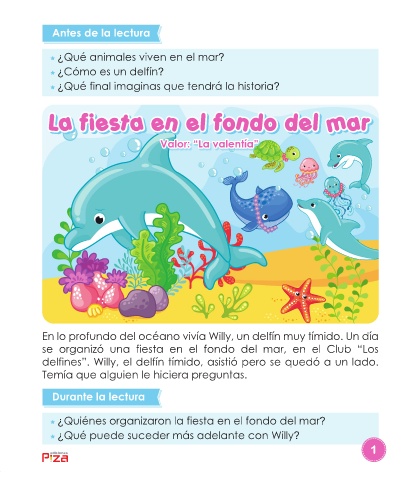 Antes de la lectura
¿Qué animales viven en el mar?
¿Cómo es un delfín?
¿Qué final imaginas que tendrá la historia?
La fiesta en el fondo del mar
Valor: "La valentía"
En lo profundo del océano vivía Willy, un delfín muy tímido. Un día
se organizó una fiesta en el fondo del mar, en el Club "Los
delfines". Willy, el delfín tímido, asistió pero se quedó a un lado.
Temía que alguien le hiciera preguntas.
Durante la lectura
¿Quiénes organizaron la fiesta en el fondo del mar?
¿Qué puede suceder más adelante con Willy?
P!za
1